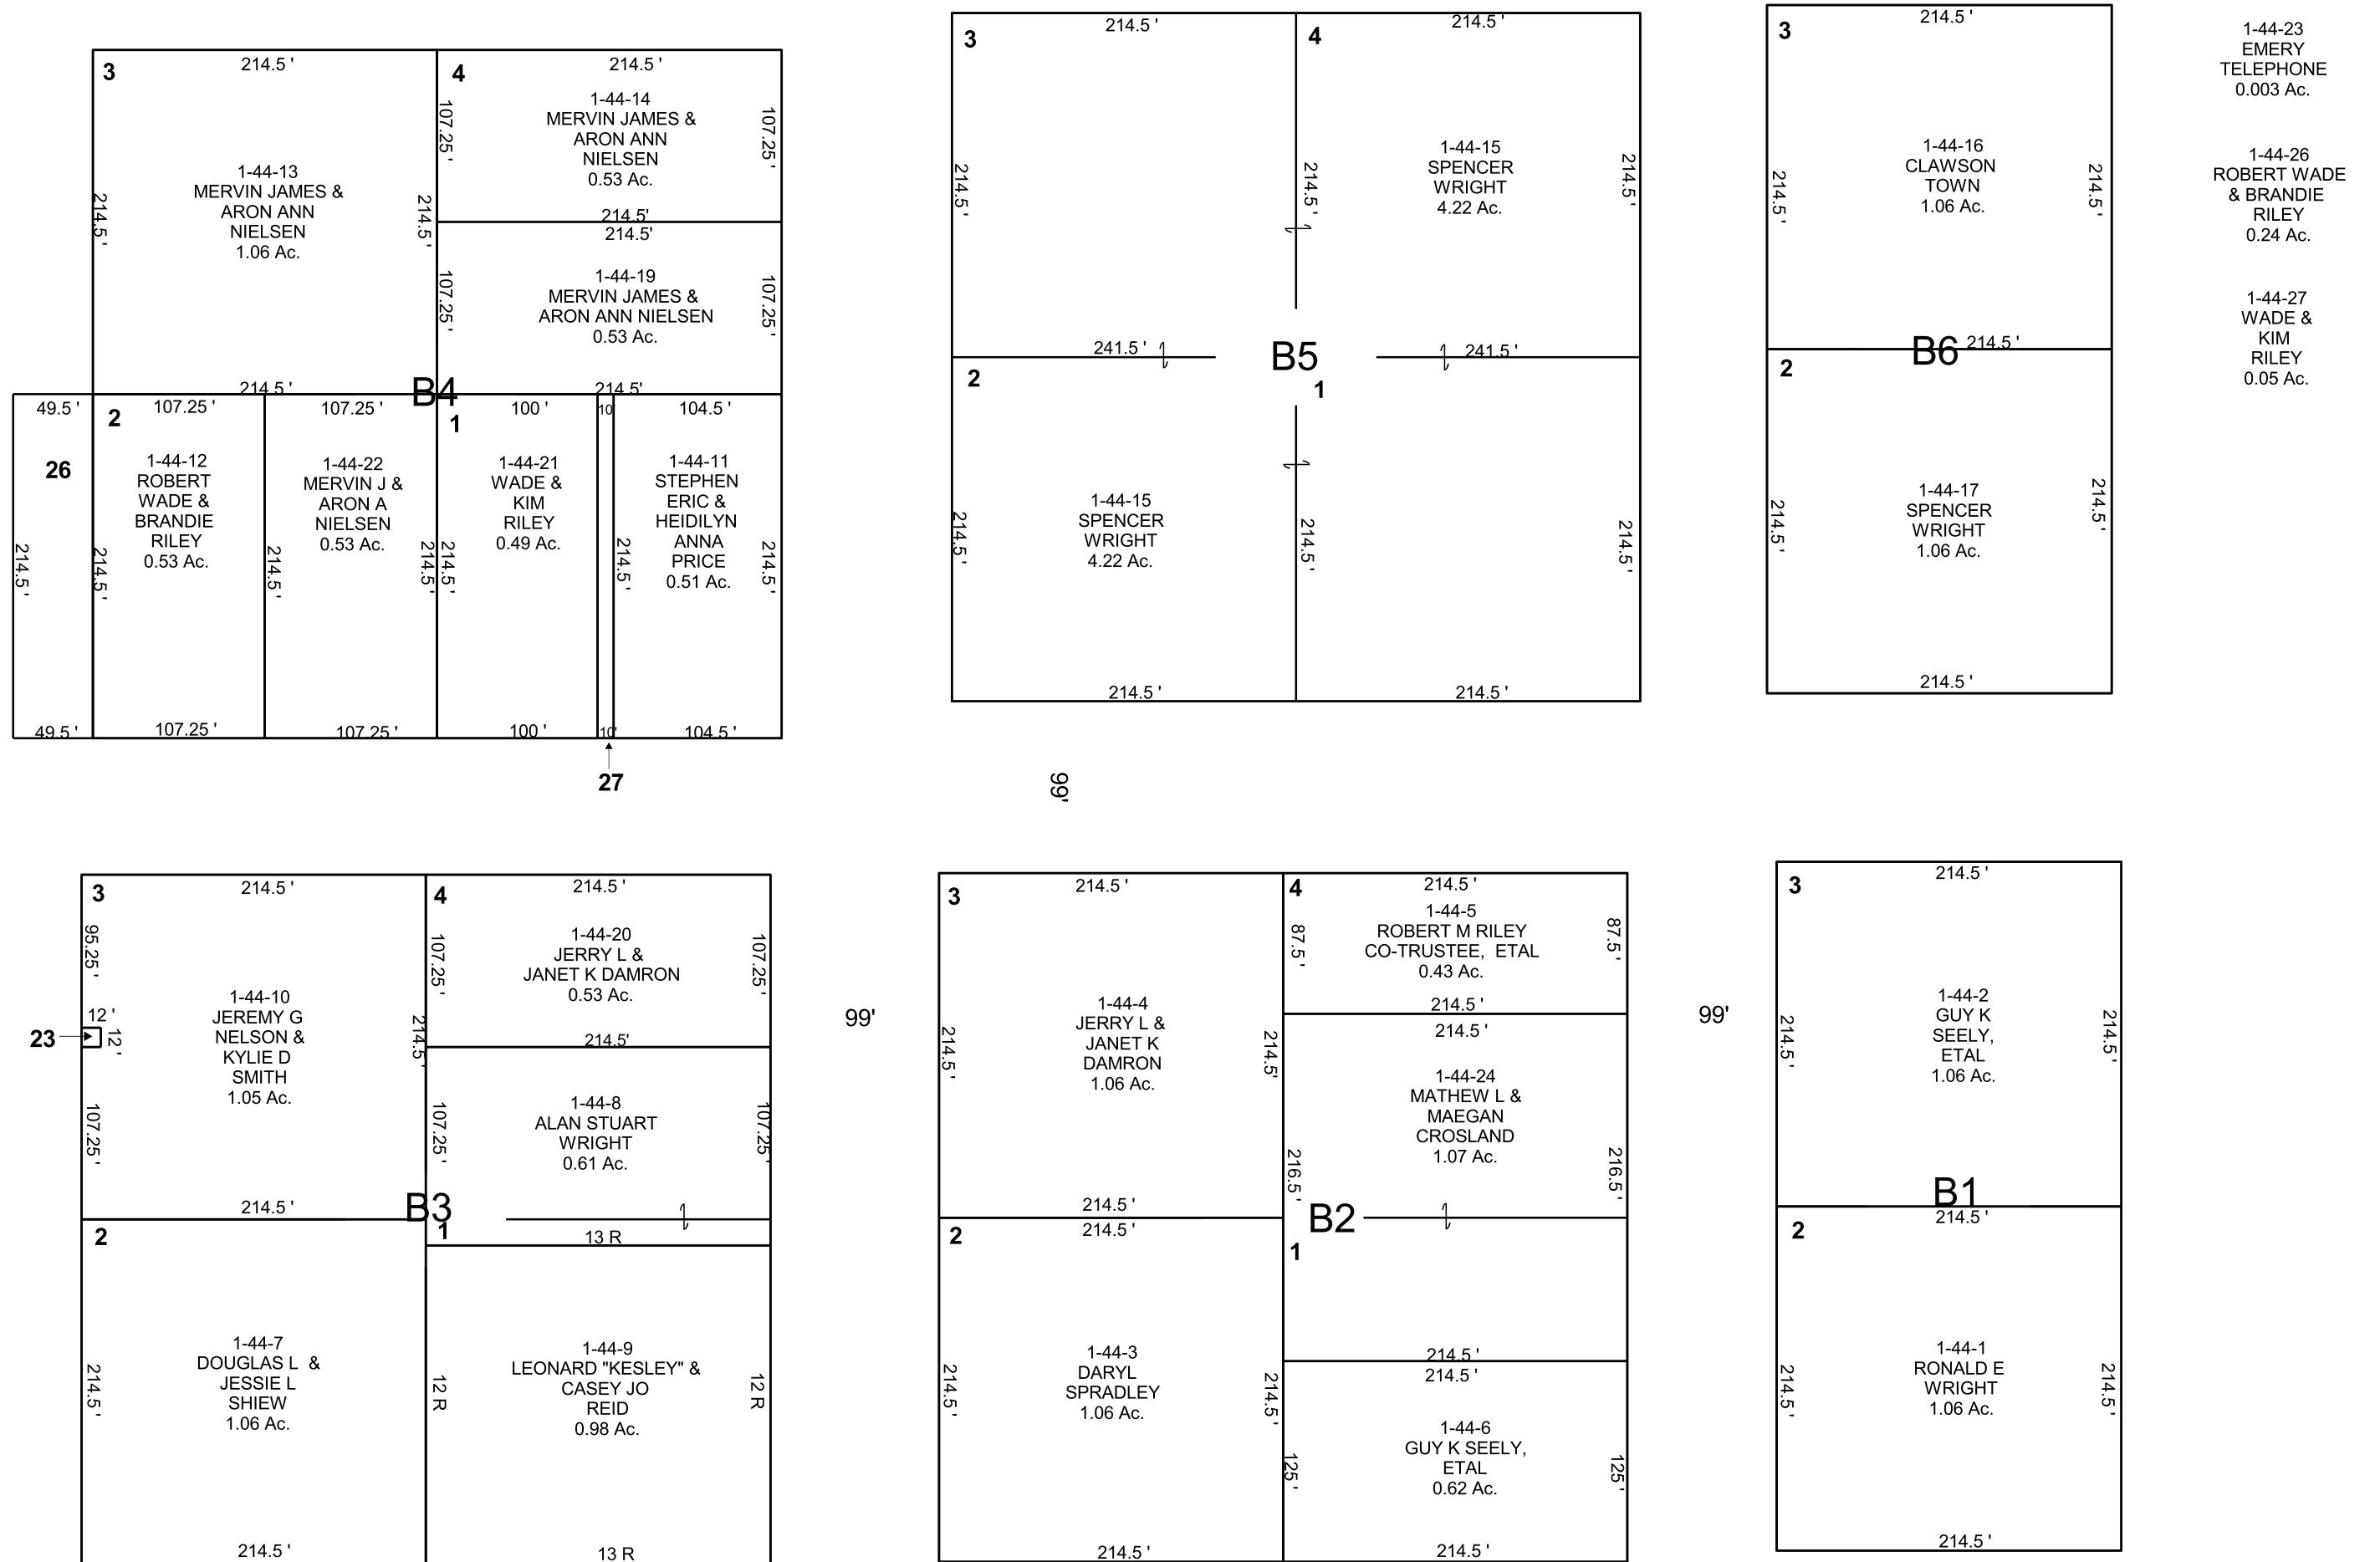 3
214.5 '
1-44-13
MERVIN JAMES &
ARON ANN
NIELSEN
1.06 Ac.
214.5 '
214.5 '
214.5 '
4
214.5 '
1-44-14
MERVIN JAMES &
ARON ANN
NIELSEN
0.53 Ac.
107.25 '
107.25 '
214.5'
214.5'
1-44-19
MERVIN JAMES &
ARON ANN NIELSEN
0.53 Ac.
107.25 '
107.25 '
214.5'
B4
49.5 '
26
214.5 '
49.5 '
2
107.25 '
1-44-12
ROBERT
WADE &
BRANDIE
RILEY
0.53 Ac.
214.5 '
107.25 '
107.25 '
1-44-22
MERVIN J &
ARON A
NIELSEN
0.53 Ac.
214.5 '
214.5 '
107.25 '
1
100 '
1-44-21
WADE &
KIM
RILEY
0.49 Ac.
214.5 '
100 '
10'
10'
27
104.5 '
1-44-11
STEPHEN
ERIC &
HEIDILYN
ANNA
PRICE
0.51 Ac.
214.5 '
214.5 '
104.5 '
3
214.5 '
214.5 '
241.5 '
4
214.5 '
1-44-15
SPENCER
WRIGHT
4.22 Ac.
214.5 '
214.5 '
241.5 '
B5
2
1-44-15
SPENCER
WRIGHT
4.22 Ac.
214.5 '
214.5 '
1
214.5 '
214.5 '
214.5 '
3
214.5 '
1-44-16
CLAWSON
TOWN
1.06 Ac.
214.5 '
214.5 '
B6
214.5 '
2
1-44-17
SPENCER
WRIGHT
1.06 Ac.
214.5 '
214.5 '
214.5 '
1-44-23
EMERY
TELEPHONE
0.003 Ac.
1-44-26
ROBERT WADE
& BRANDIE
RILEY
0.24 Ac.
1-44-27
WADE &
KIM
RILEY
0.05 Ac.
99'
3
214.5 '
95.25 '
12 '
12 '
23
107.25 '
1-44-10
JEREMY G
NELSON &
KYLIE D
SMITH
1.05 Ac.
214.5 '
214.5 '
4
214.5 '
1-44-20
JERRY L &
JANET K DAMRON
0.53 Ac.
107.25 '
107.25 '
214.5'
1-44-8
ALAN STUART
WRIGHT
0.61 Ac.
107.25 '
107.25 '
B3
2
1-44-7
DOUGLAS L &
JESSIE L
SHIEW
1.06 Ac.
214.5 '
214.5 '
1
13 R
1-44-9
LEONARD "KESLEY" &
CASEY JO
REID
0.98 Ac.
12 R
12 R
13 R
99'
3
214.5 '
1-44-4
JERRY L &
JANET K
DAMRON
1.06 Ac.
214.5 '
214.5'
214.5 '
4
214.5 '
1-44-5
ROBERT M RILEY
CO-TRUSTEE, ETAL
0.43 Ac.
87.5 '
87.5 '
214.5 '
214.5 '
1-44-24
MATHEW L &
MAEGAN
CROSLAND
1.07 Ac.
216.5 '
216.5 '
B2
2
214.5 '
1-44-3
DARYL
SPRADLEY
1.06 Ac.
214.5 '
214.5 '
214.5 '
1
214.5 '
214.5 '
1-44-6
GUY K SEELY,
ETAL
0.62 Ac.
125 '
125 '
214.5 '
99'
3
214.5 '
1-44-2
GUY K
SEELY,
ETAL
1.06 Ac.
214.5 '
214.5 '
B1
214.5 '
2
1-44-1
RONALD E
WRIGHT
1.06 Ac.
214.5 '
214.5 '
214.5 '